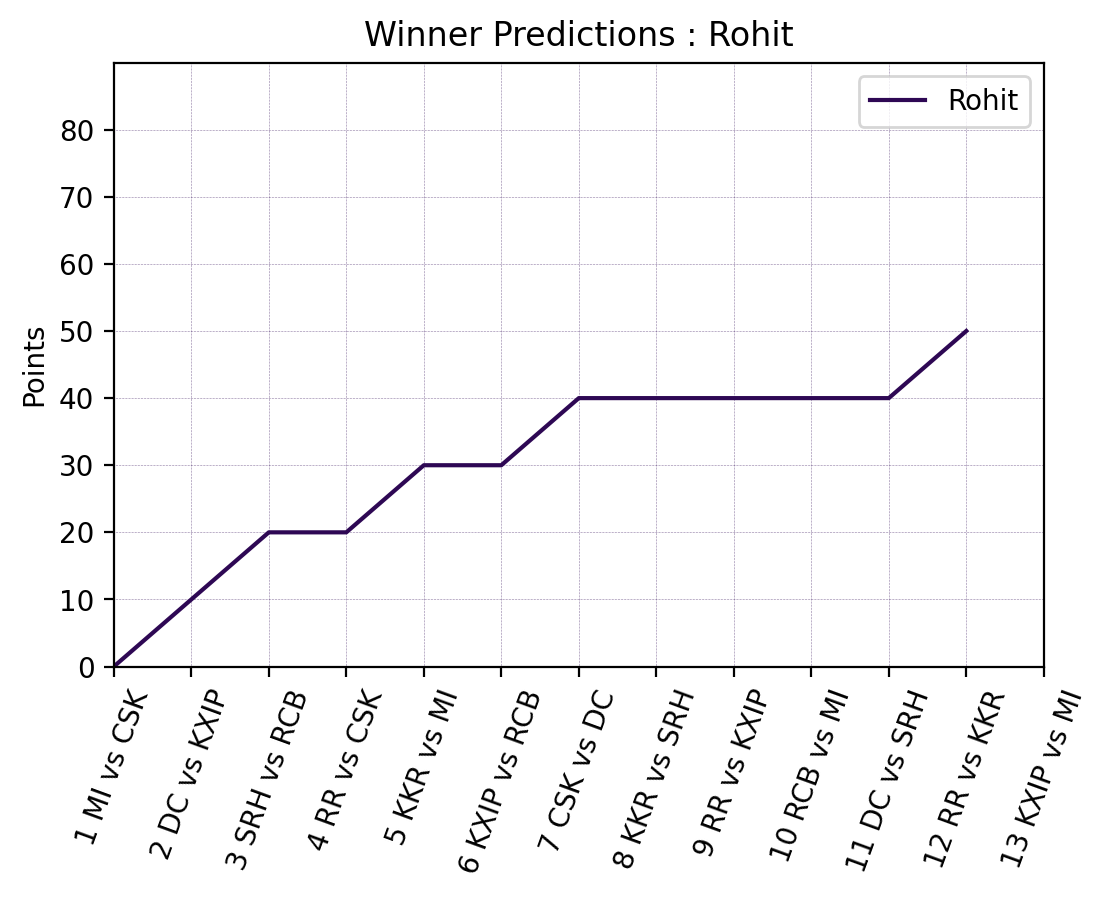 Winner Predictions : Rohit
Rohit
Points
80
70
60
50
40
30
20
10
0
1 MI vs CSK
2 DC vs KXIP
3 SRH vs RCB
4 RR vs CSK
5 KKR vs MI
6 KXIP vs RCB
7 CSK vs DC
8 KKR vs SRH
9 RR vs KXIP
10 RCB vs MI
11 DC vs SRH
12 RR vs KKR
13 KXIP vs MI